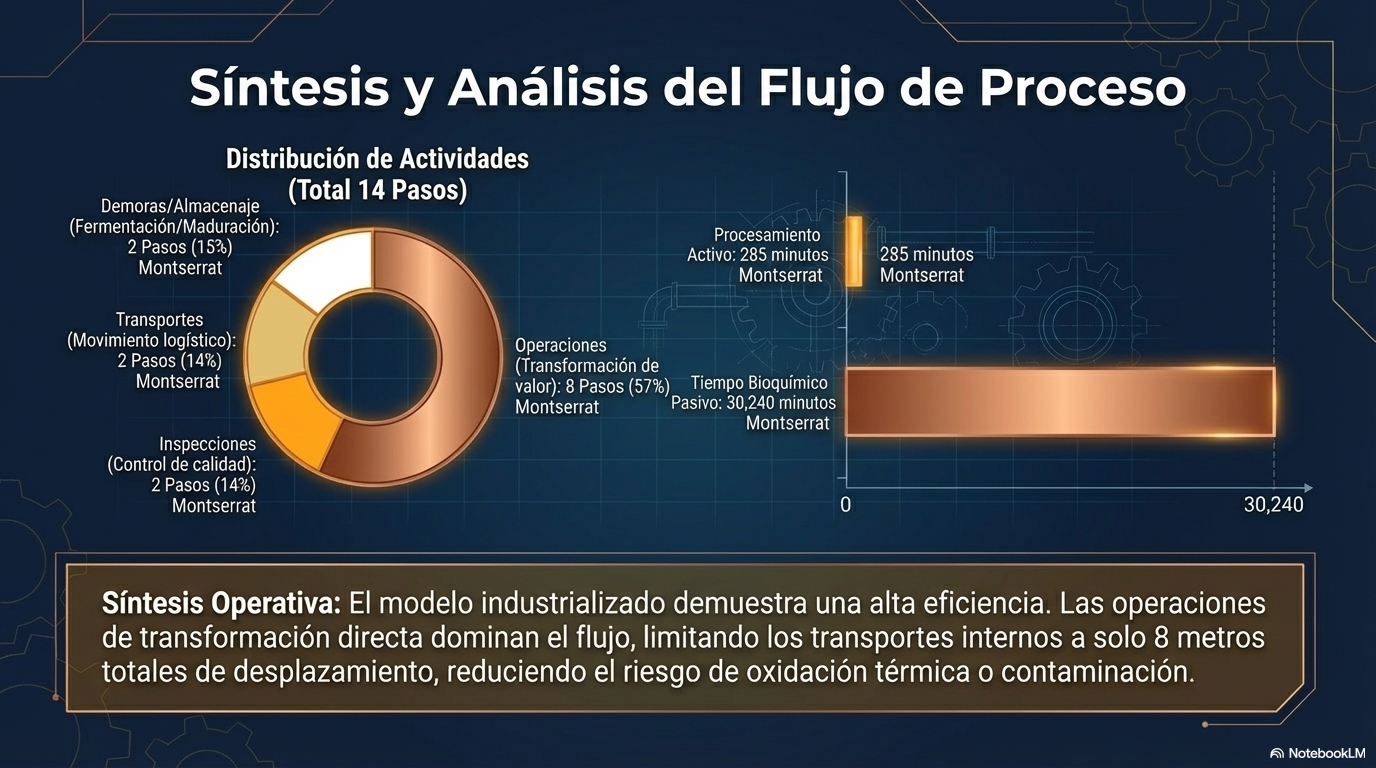 Síntesis y Análisis del Flujo de Proceso
Distribución de Actividades
(Total 14 Pasos)
Demoras/Almacenaje
(Fermentación/Maduración):
2 Pasos (15%)
Montserrat
Transportes
(Movimiento logístico):
2 Pasos (14%)
Montserrat
Inspecciones
(Control de calidad):
2 Pasos (14%)
Montserrat
Operaciones
(Transformación de
valor): 8 Pasos (57%)
Montserrat
Procesamiento
Activo: 285 minutos
Montserrat
285 minutos
Montserrat
Tiempo Bioquímico
Pasivo: 30,240 minutos
Montserrat
0
30,240
Síntesis Operativa: El modelo industrializado demuestra una alta eficiencia. Las operaciones
de transformación directa dominan el flujo, limitando los transportes internos a solo 8 metros
totales de desplazamiento, reduciendo el riesgo de oxidación térmica o contaminación.
NotebookLM